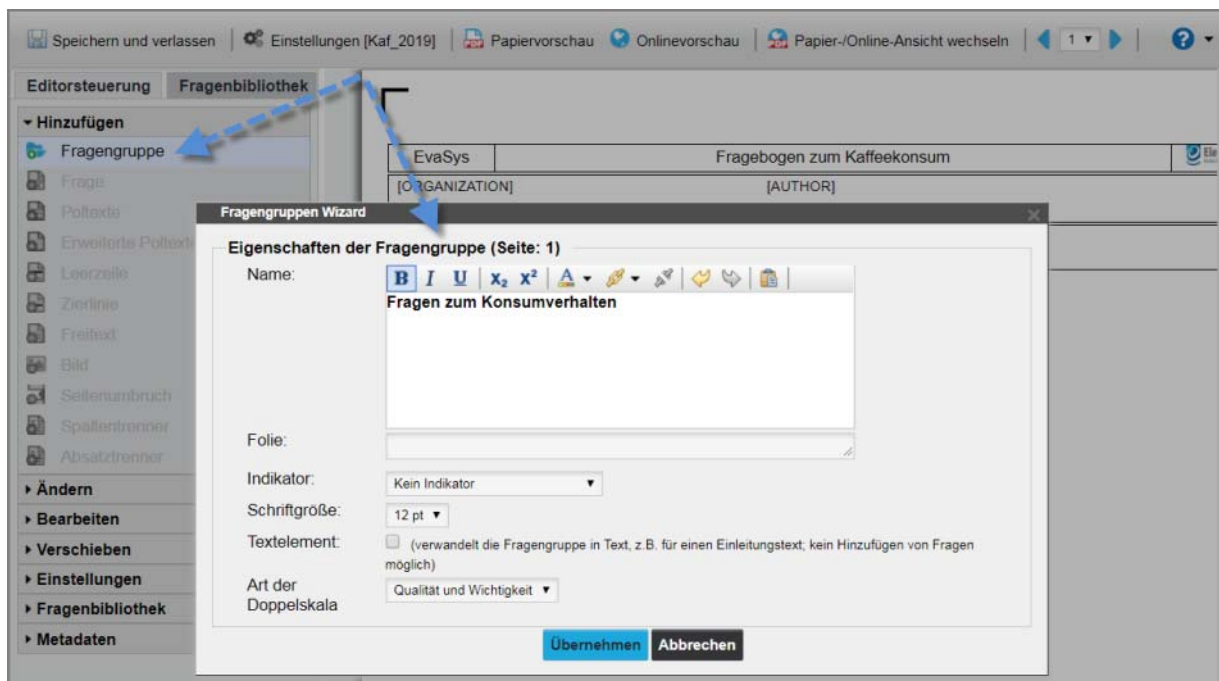 Speichern und verlassen Einstellungen [Kaf_2019] Papiervorschau Onlinevorschau Papier-/Online-Ansicht wechseln 1 ?
Editorsteuerung Fragenbibliothek
Hinzufügen
Fragengruppe
Frage
Poltexte
Erweiterte
Leerzeile
Zierlinie
Freitext
Bild
Seitenumbruch
Spaltentrenner
Absatztrenner
Ändern
Bearbeiten
Verschieben
Einstellungen
Fragenbibliothek
Metadaten
EvaSys Fragebogen zum Kaffeekonsum
[ORGANIZATION] [AUTHOR]
Fragengruppen Wizard
Eigenschaften der Fragengruppe (Seite: 1)
Name:
B I U x₂ x² A
Fragen zum Konsumverhalten
Folie:
Indikator: Kein Indikator
Schriftgröße: 12 pt
Textelement: (verwandelt die Fragengruppe in Text, z.B. für einen Einleitungstext; kein Hinzufügen von Fragen
möglich)
Art der
Doppelskala Qualität und Wichtigkeit
Übernehmen Abbrechen